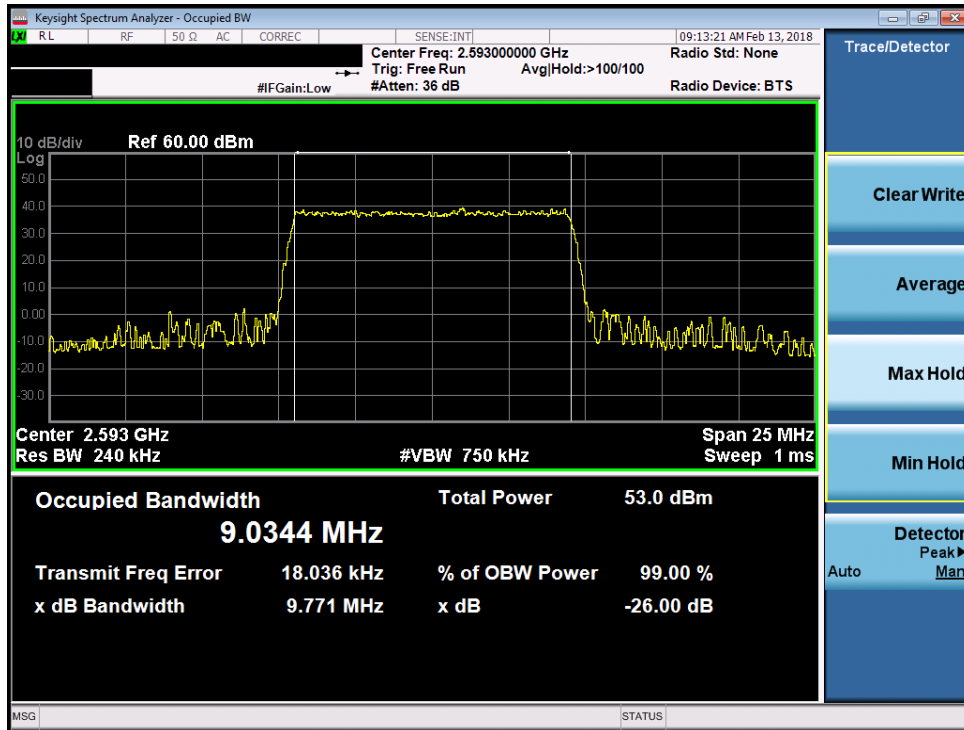 Keysight Spectrum Analyzer - Occupied BW
LXI RL RF 50 Ω AC CORREC SENSE:INT 09:13:21 AM Feb 13, 2018
Center Freq: 2.593000000 GHz Radio Std: None
Trig: Free Run Avg|Hold:>100/100
#IFGain:Low #Atten: 36 dB Radio Device: BTS
10 dB/div Ref 60.00 dBm
Log
50.0
40.0
30.0
20.0
10.0
0.00
-10.0
-20.0
-30.0
Center 2.593 GHz Span 25 MHz
Res BW 240 kHz #VBW 750 kHz Sweep 1 ms
Occupied Bandwidth Total Power 53.0 dBm
9.0344 MHz
Transmit Freq Error 18.036 kHz % of OBW Power 99.00 %
x dB Bandwidth 9.771 MHz x dB -26.00 dB
Trace/Detector
Clear Write
Average
Max Hold
Min Hold
Detector
Peak
Auto Man
MSG STATUS